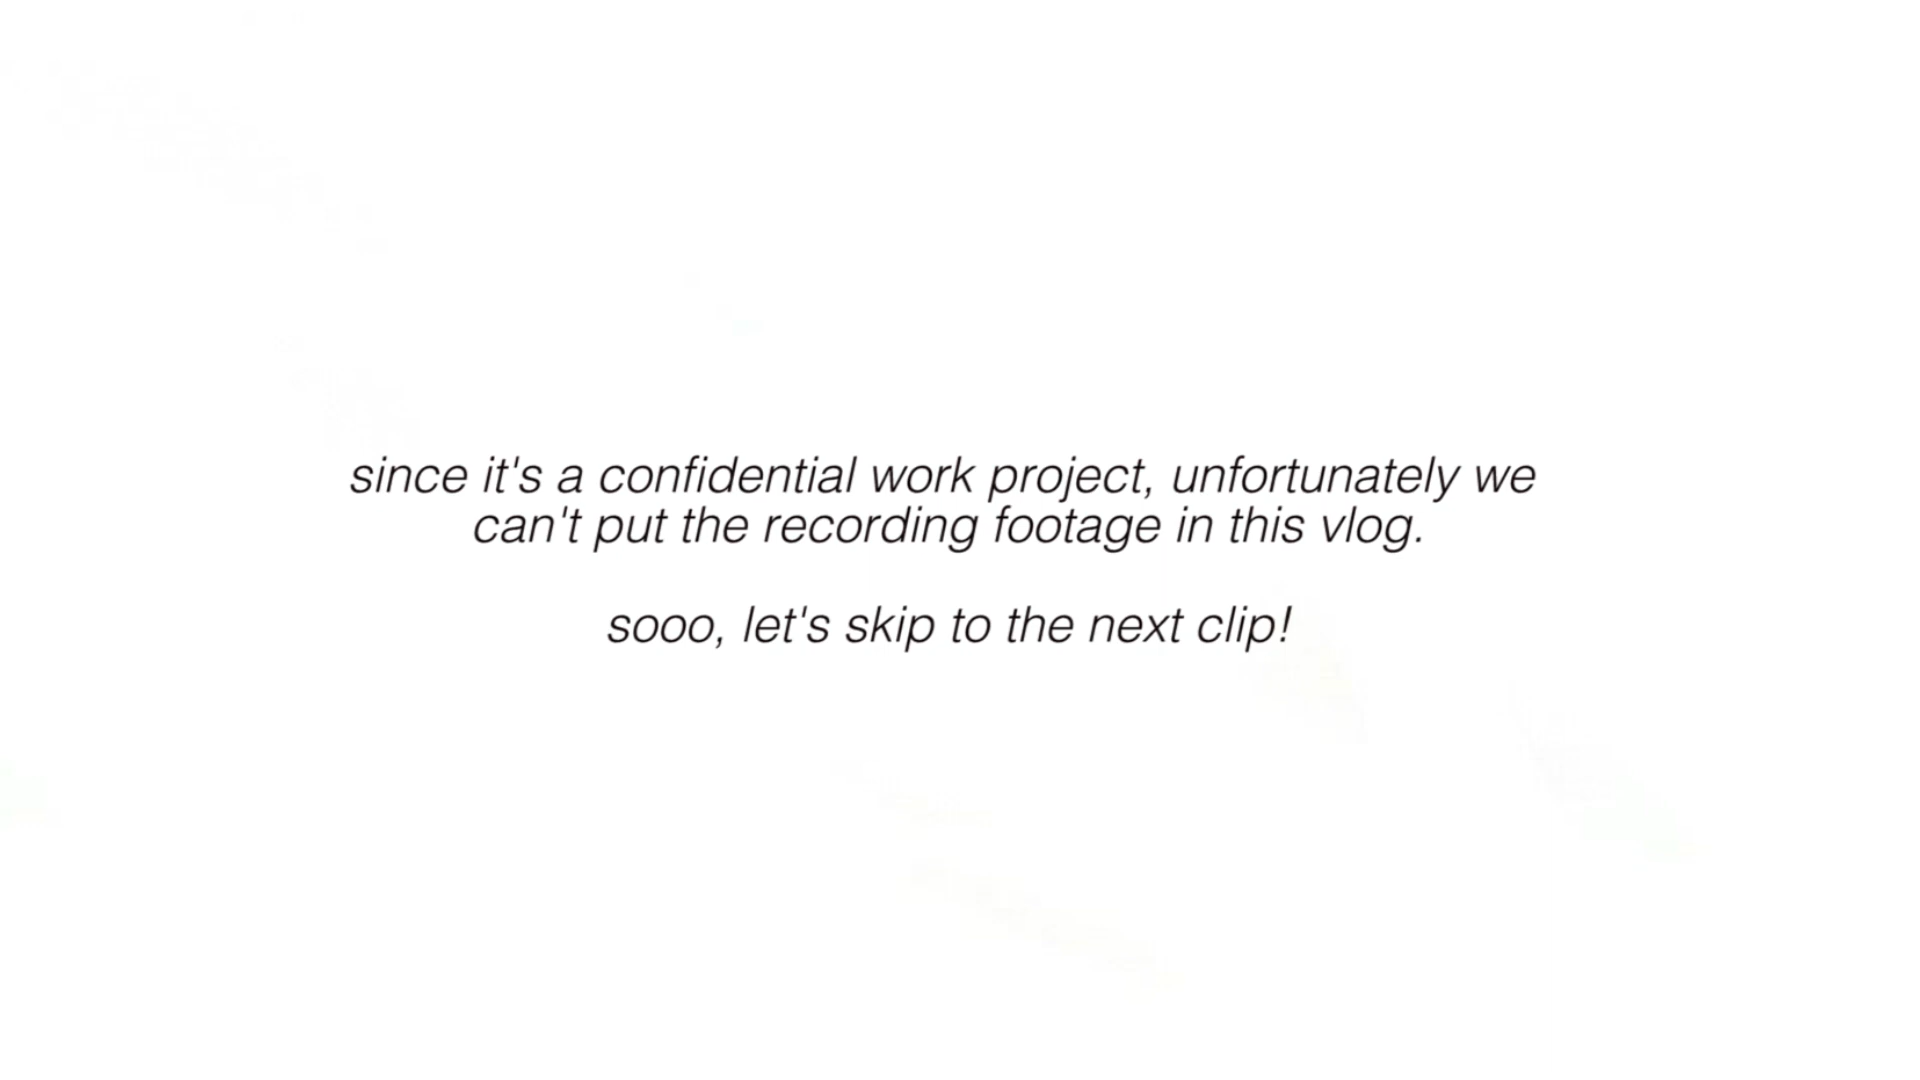 since it's a confidential work project, unfortunately we
can't put the recording footage in this vlog.
sooo, let's skip to the next clip!